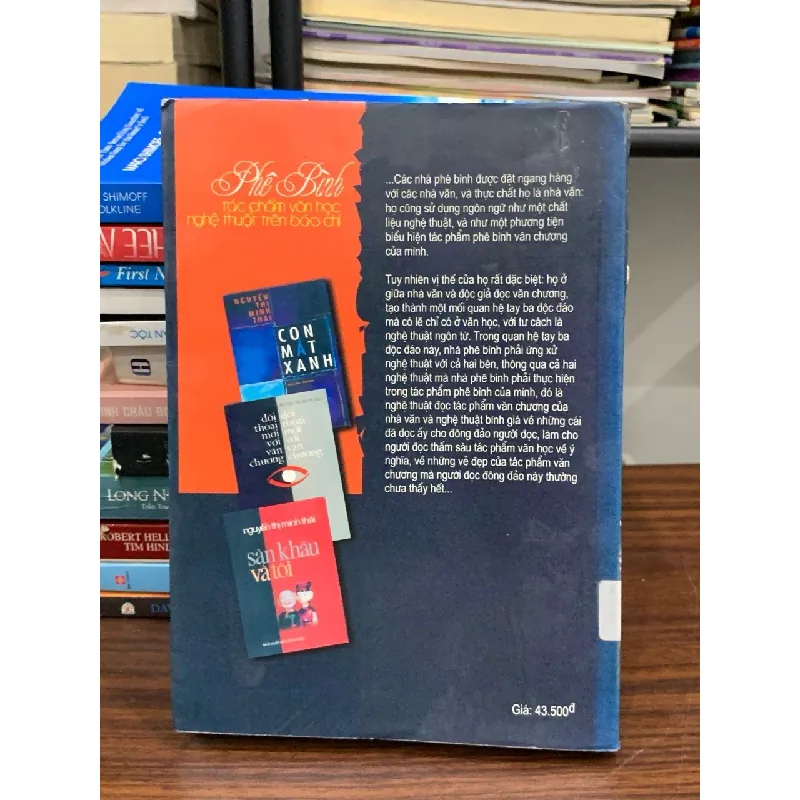 Phê Bình
tác phẩm văn học
nghệ thuật trên báo chí
...Các nhà phê bình được đặt ngang hàng
với các nhà văn, và thực chất họ là nhà văn:
họ cũng sử dụng ngôn ngữ như một chất
liệu nghệ thuật, và như một phương tiện
biểu hiện tác phẩm phê bình văn chương
của mình.
Tuy nhiên vị thế của họ rất đặc biệt: họ ở
giữa nhà văn và độc giả đọc văn chương,
tạo thành một mối quan hệ tay ba độc đáo
mà có lẽ chỉ có ở văn học, với tư cách là
nghệ thuật ngôn từ. Trong quan hệ tay ba
độc đáo này, nhà phê bình phải ứng xử
nghệ thuật với cả hai bên, thông qua cả hai
nghệ thuật mà nhà phê bình phải thực hiện
trong tác phẩm phê bình của mình, đó là
nghệ thuật đọc tác phẩm văn chương của
nhà văn và nghệ thuật bình giá về những cái
đã đọc ấy cho đông đảo người đọc, làm cho
người đọc thấm sâu tác phẩm văn học về ý
nghĩa, về những vẻ đẹp của tác phẩm văn
chương mà người đọc đông đảo này thường
chưa thấy hết...
NGUYỄN
THỊ
MINH
THÁI
CON
MẮT
XANH
đối
thoại
mới
với
văn
chương
nguyễn thị minh thái
sân khấu
và tôi
Giá: 43.500đ
SHIMOFF
OLKLINE
First N
LONG N
ROBERT HELL
TIM HIND
DA